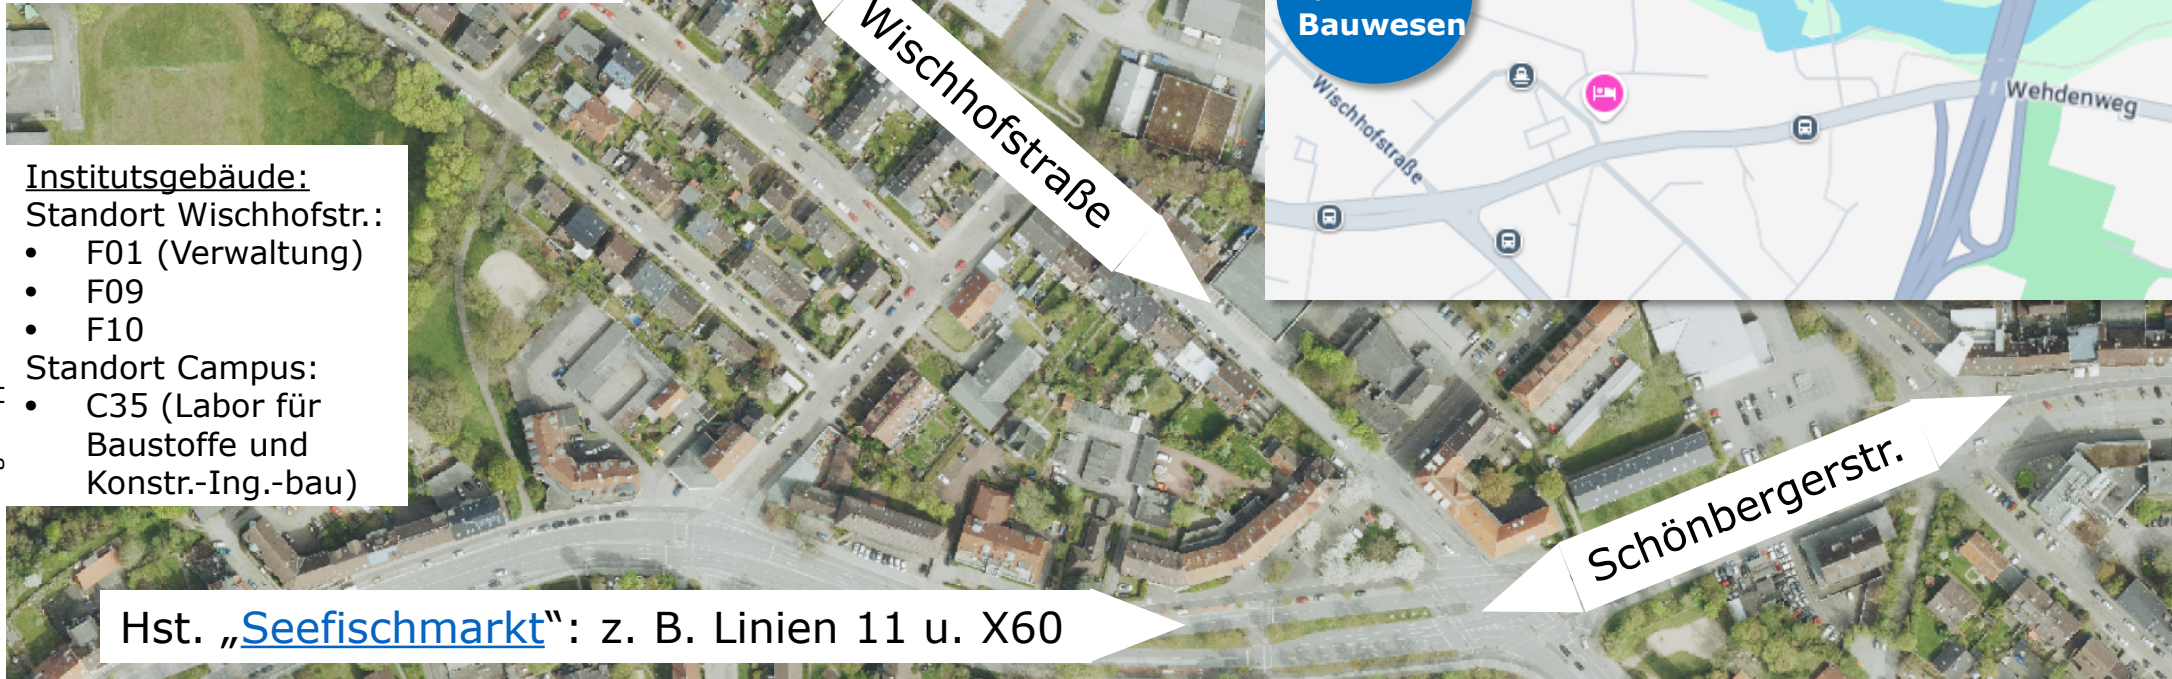 Wischhofstraße
Bauwesen
Wischhofstraße
Wehdenweg
Institutsgebäude:
Standort Wischhofstr.:
• F01 (Verwaltung)
• F09
• F10
Standort Campus:
• C35 (Labor für
Baustoffe und
Konstr.-Ing.-bau)
Schönbergerstr.
Hst. „Seefischmarkt“: z. B. Linien 11 u. X60